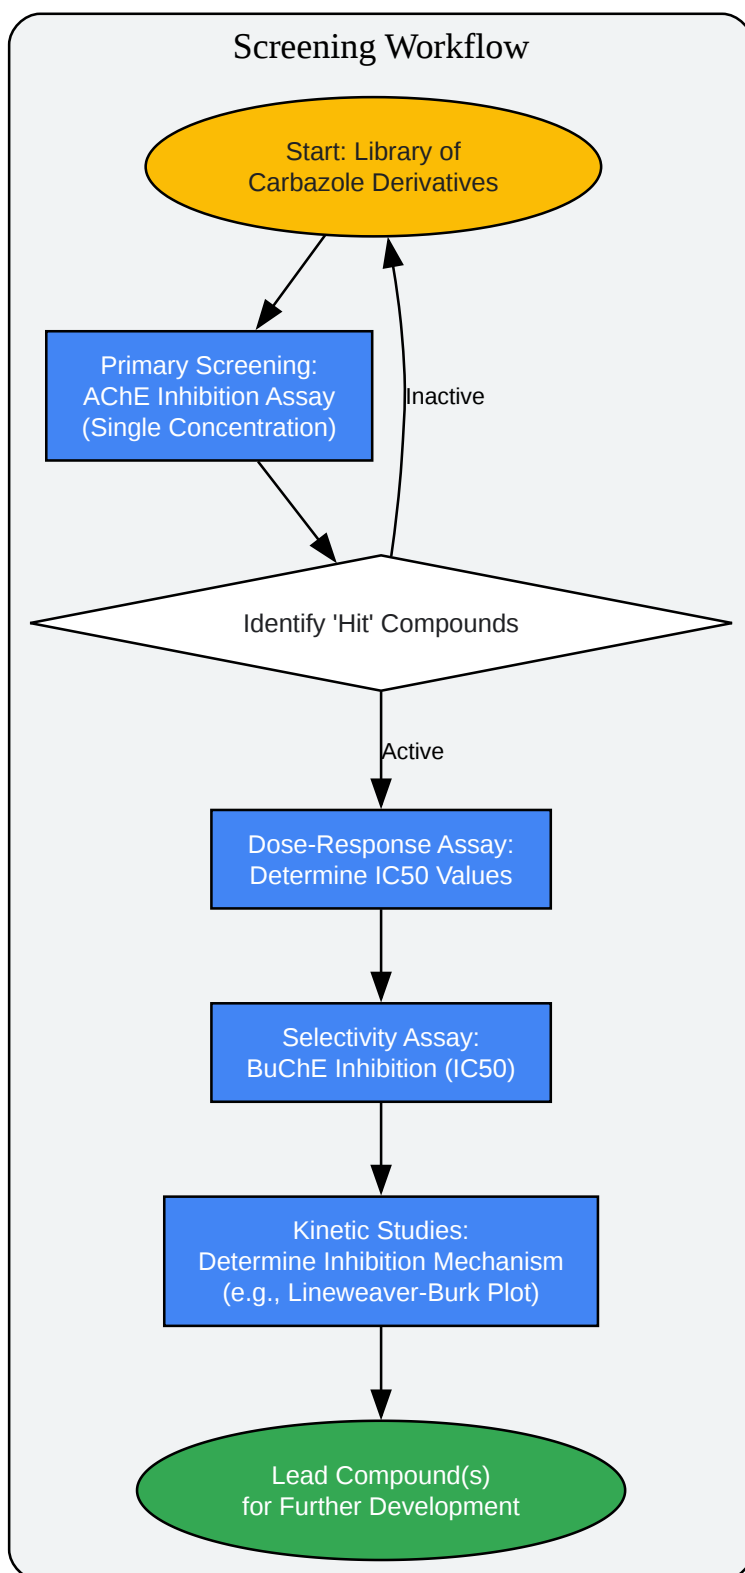 Screening Workflow
Start: Library of
Carbazole Derivatives
Primary Screening:
AChE Inhibition Assay
(Single Concentration)
Inactive
Identify 'Hit' Compounds
Active
Dose-Response Assay:
Determine IC50 Values
Selectivity Assay:
BuChE Inhibition (IC50)
Kinetic Studies:
Determine Inhibition Mechanism
(e.g., Lineweaver-Burk Plot)
Lead Compound(s)
for Further Development